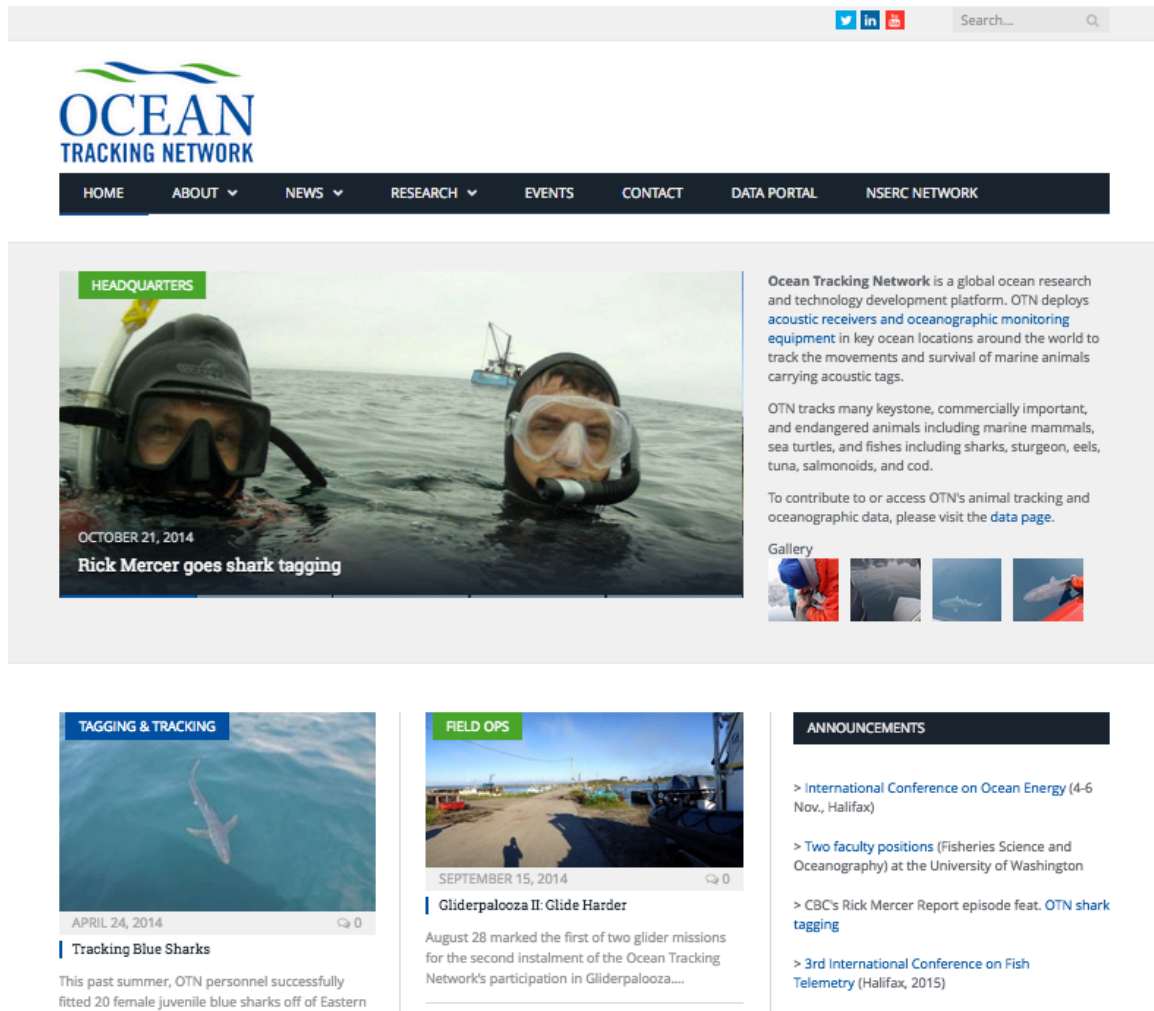 Search...
OCEAN
TRACKING NETWORK
HOME ABOUT NEWS RESEARCH EVENTS CONTACT DATA PORTAL NSERC NETWORK
HEADQUARTERS
OCTOBER 21, 2014
Rick Mercer goes shark tagging
Ocean Tracking Network is a global ocean research
and technology development platform. OTN deploys
acoustic receivers and oceanographic monitoring
equipment in key ocean locations around the world to
track the movements and survival of marine animals
carrying acoustic tags.
OTN tracks many keystone, commercially important,
and endangered animals including marine mammals,
sea turtles, and fishes including sharks, sturgeon, eels,
tuna, salmonoids, and cod.
To contribute to or access OTN's animal tracking and
oceanographic data, please visit the data page.
Gallery
TAGGING & TRACKING
APRIL 24, 2014 0
Tracking Blue Sharks
This past summer, OTN personnel successfully
fitted 20 female juvenile blue sharks off of Eastern
FIELD OPS
SEPTEMBER 15, 2014 0
Gliderpalooza II: Glide Harder
August 28 marked the first of two glider missions
for the second instalment of the Ocean Tracking
Network's participation in Gliderpalooza....
ANNOUNCEMENTS
> International Conference on Ocean Energy (4-6
Nov., Halifax)
> Two faculty positions (Fisheries Science and
Oceanography) at the University of Washington
> CBC's Rick Mercer Report episode feat. OTN shark
tagging
> 3rd International Conference on Fish
Telemetry (Halifax, 2015)